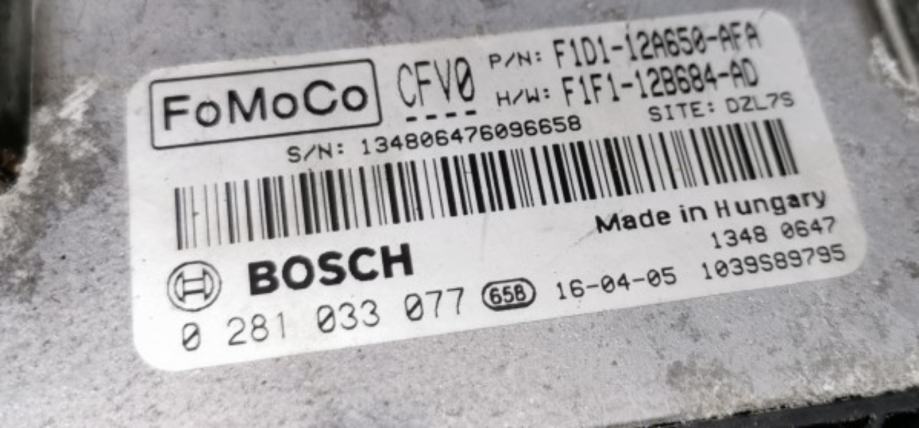 FoMoCo CFV0 P/N: F1D1-12A650-AFA
H/W: F1F1-12B684-AD
S/N: 134806476096658 SITE: DZL7S
Made in Hungary
BOSCH 1348 0647
0 281 033 077 658 16-04-05 1039S89795